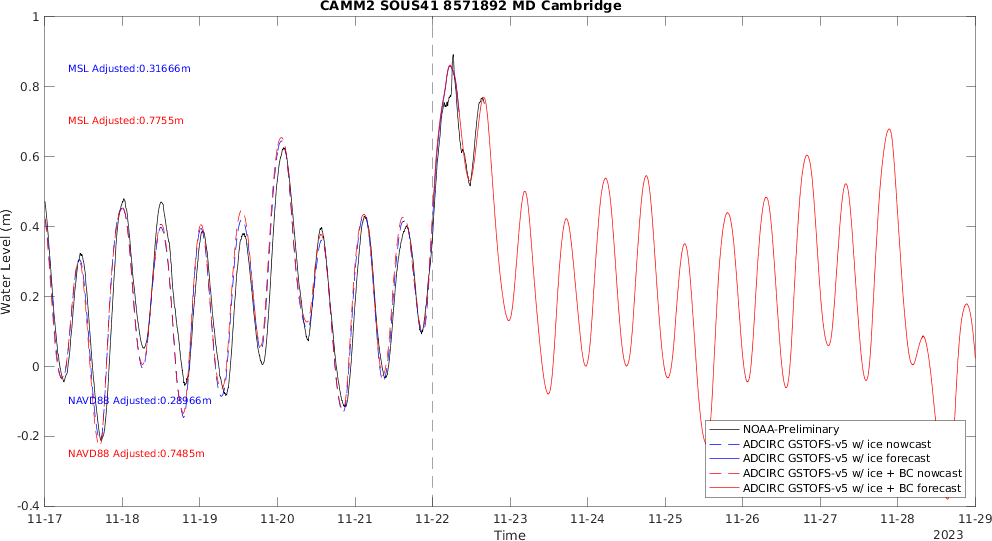 CAMM2 SOUS41 8571892 MD Cambridge
1
0.8
0.6
0.4
0.2
0
-0.2
-0.4
Water Level (m)
MSL Adjusted:0.31666m
MSL Adjusted:0.7755m
NAVD88 Adjusted:0.28966m
NAVD88 Adjusted:0.7485m
NOAA-Preliminary
ADCIRC GSTOFS-v5 w/ ice nowcast
ADCIRC GSTOFS-v5 w/ ice forecast
ADCIRC GSTOFS-v5 w/ ice + BC nowcast
ADCIRC GSTOFS-v5 w/ ice + BC forecast
11-17 11-18 11-19 11-20 11-21 11-22 11-23 11-24 11-25 11-26 11-27 11-28 11-29
Time
2023